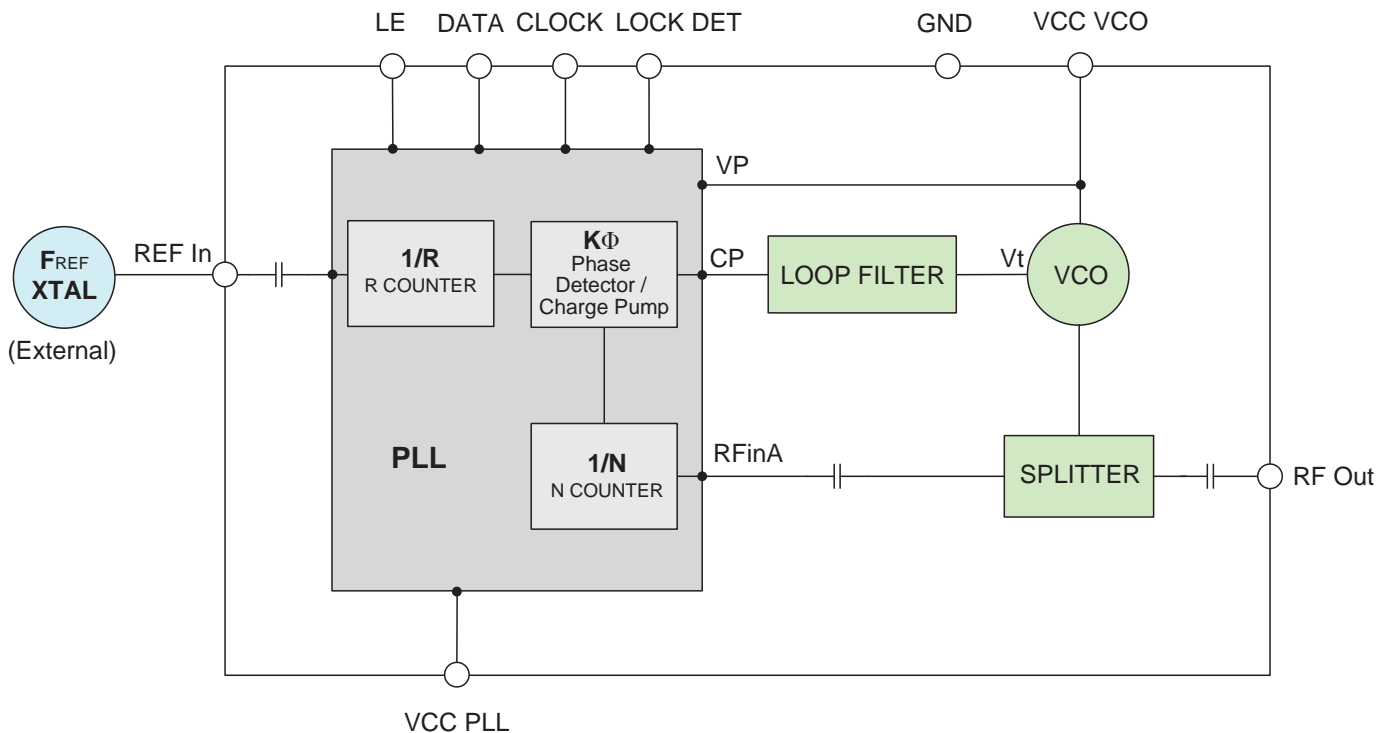 LE DATA CLOCK LOCK DET GND VCC VCO
VP
REF In
FREF
XTAL
(External)
1/R
R COUNTER
KΦ
Phase
Detector /
Charge Pump
CP
LOOP FILTER
Vt
VCO
PLL
1/N
N COUNTER
RFinA
SPLITTER
RF Out
VCC PLL